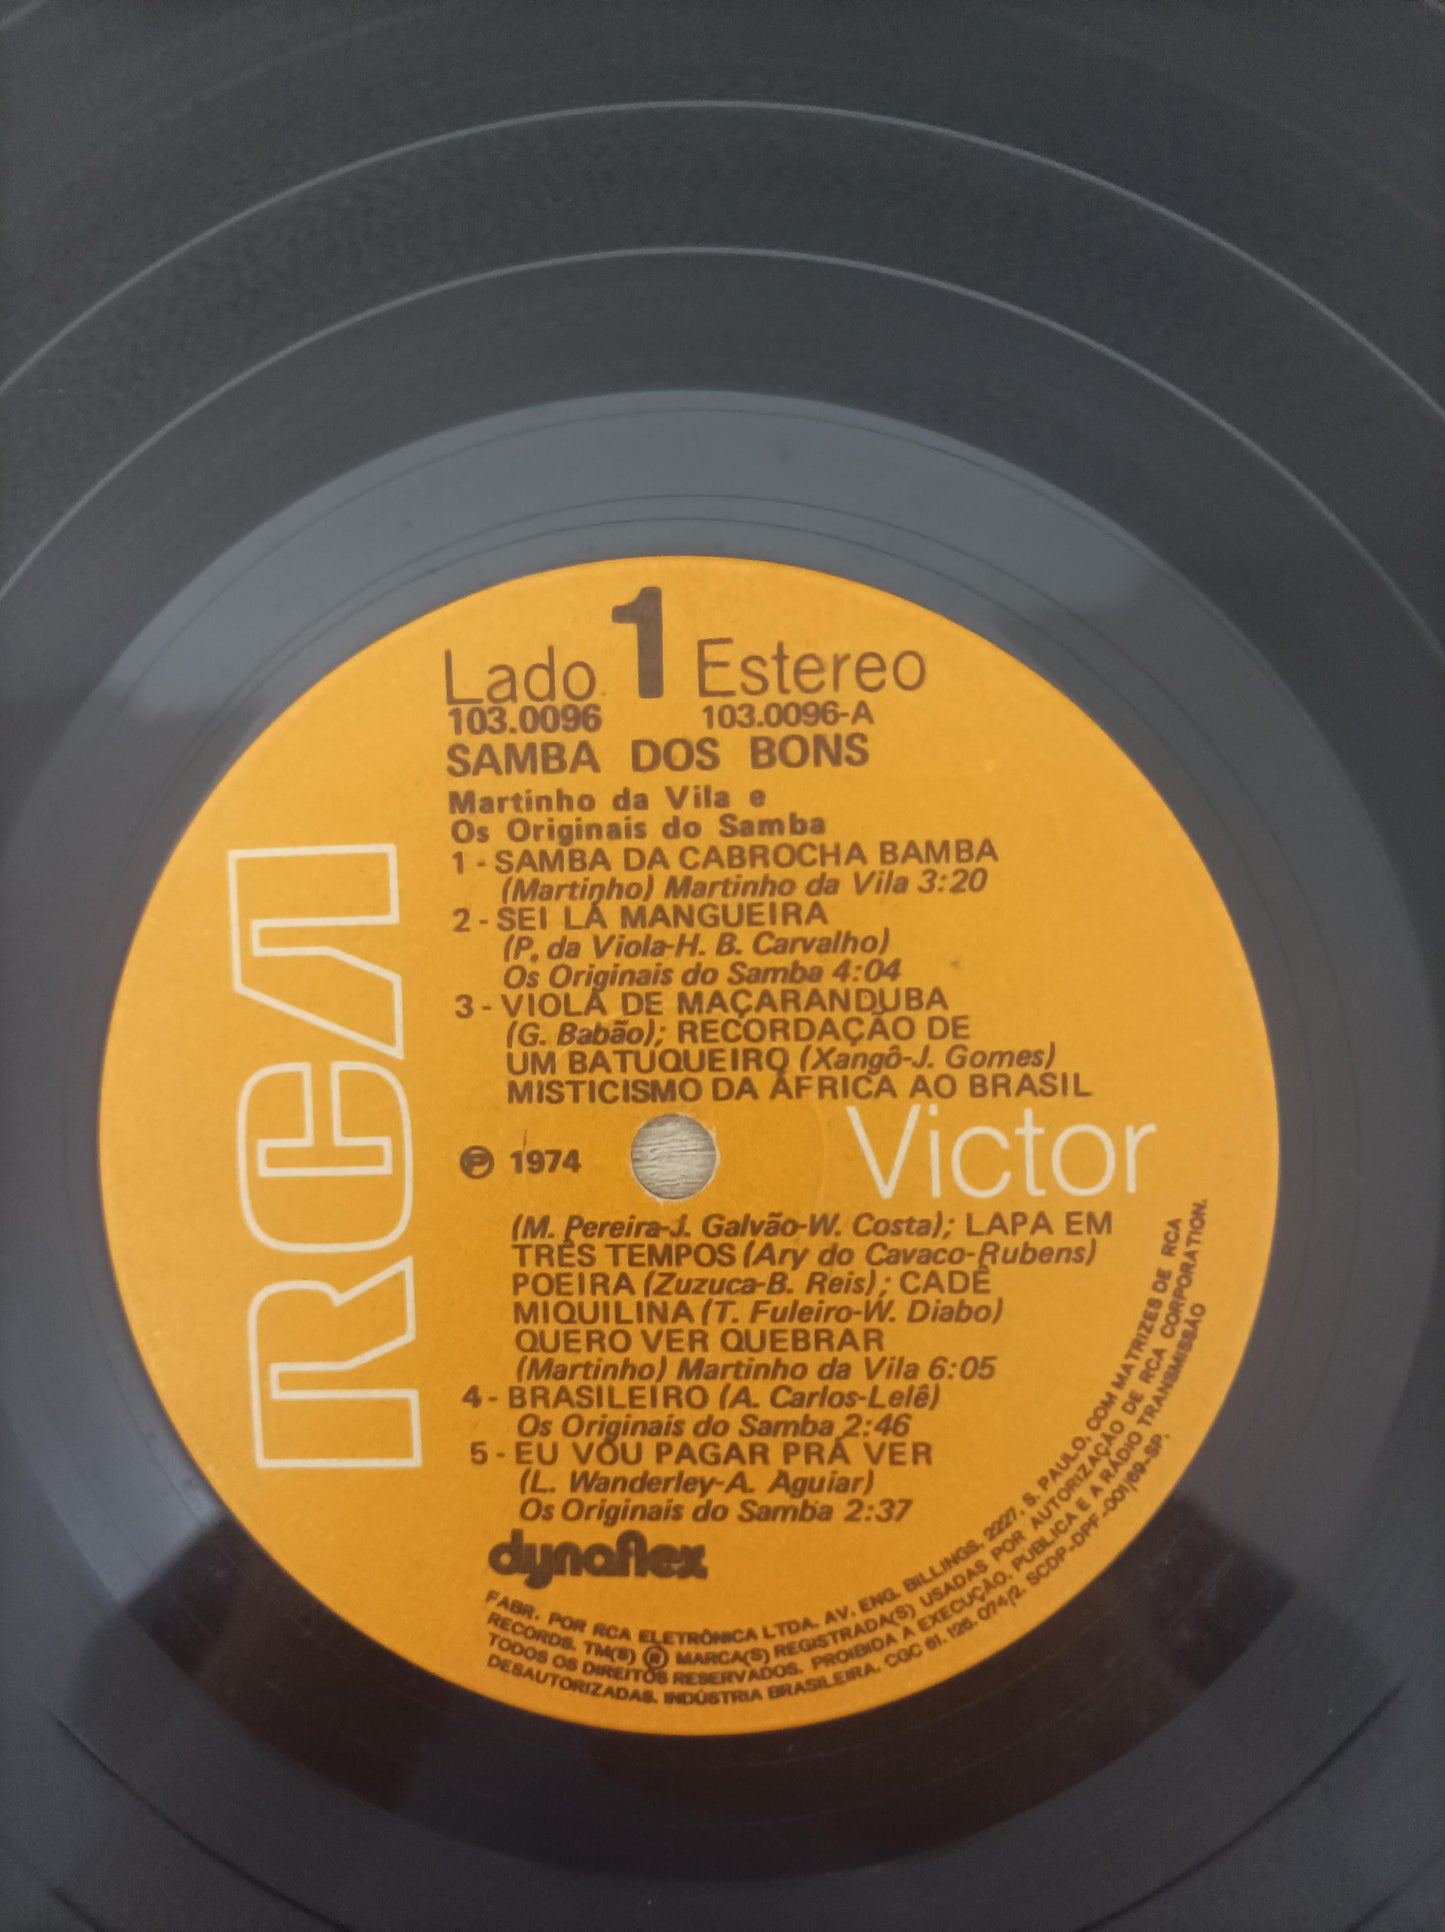 Lado 1 Estereo
103.0096 103.0096-A
SAMBA DOS BONS
Martinho da Vila e
Os Originais do Samba
1 - SAMBA DA CABROCHA BAMBA
(Martinho) Martinho da Vila 3:20
2 - SEI LÁ MANGUEIRA
(P. da Viola-H. B. Carvalho)
Os Originais do Samba 4:04
3 - VIOLA DE MAÇARANDUBA
(G. Babão); RECORDAÇÃO DE
UM BATUQUEIRO (Xangô-J. Gomes)
MISTICISMO DA ÁFRICA AO BRASIL
RCA
Ⓟ 1974
Victor
(M. Pereira-J. Galvão-W. Costa); LAPA EM
TRÊS TEMPOS (Ary do Cavaco-Rubens)
POEIRA (Zuzuca-B. Reis); CADÊ
MIQUILINA (T. Fuleiro-W. Diabo)
QUERO VER QUEBRAR
(Martinho) Martinho da Vila 6:05
4 - BRASILEIRO (A. Carlos-Lelê)
Os Originais do Samba 2:46
5 - EU VOU PAGAR PRÁ VER
(L. Wanderley-A. Aguiar)
Os Originais do Samba 2:37
dynaflex
FABR. POR RCA ELETRÔNICA LTDA. AV. ENG. BILLINGS, 2227, S. PAULO, COM MATRIZES DE RCA
RECORDS. TM(S) ® MARCA(S) REGISTRADA(S) USADAS POR AUTORIZAÇÃO DE RCA CORPORATION.
TODOS OS DIREITOS RESERVADOS. PROIBIDA A EXECUÇÃO, PÚBLICA E A RÁDIO TRANSMISSÃO
DESAUTORIZADAS. INDÚSTRIA BRASILEIRA. CGC 61.126.074/2. SCDP-DPF-001/69-SP.